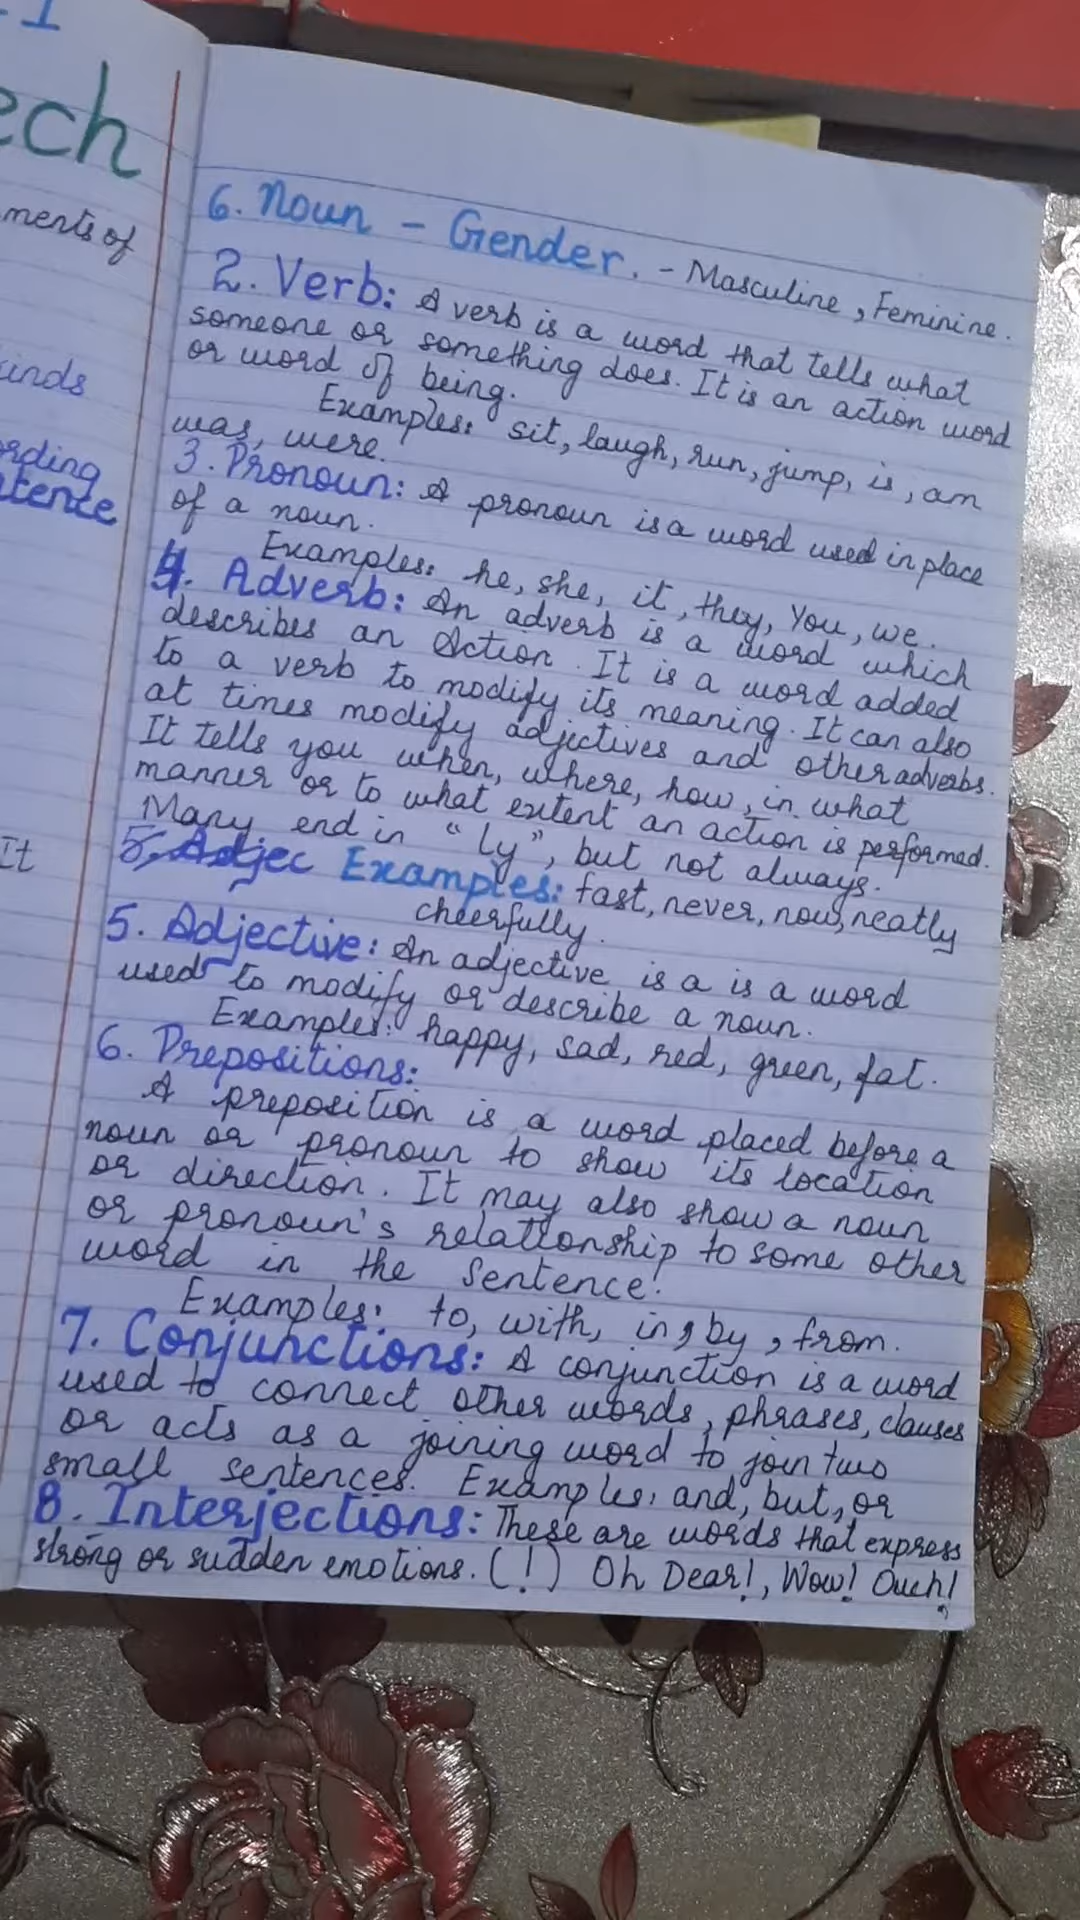 -I
ech
ments of
inds
ording
ntence
It
6. Noun - Gender. - Masculine, Feminine.
2. Verb: A verb is a word that tells what
someone or something does. It is an action word
or word of being.
Examples: sit, laugh, run, jump, is, am
was, were.
3. Pronoun: A pronoun is a word used in place
of a noun.
Examples: he, she, it, they, You, we.
4. Adverb: An adverb is a word which
describes an Action. It is a word added
to a verb to modify its meaning. It can also
at times modify adjectives and other adverbs.
It tells you when, where, how, in what
manner or to what extent an action is performed.
Many end in "ly", but not always.
5. Adjec Examples: fast, never, now, neatly
cheerfully.
5. Adjective: An adjective is a is a word
used to modify or describe a noun.
Examples: happy, sad, red, green, fat.
6. Prepositions:
A preposition is a word placed before a
noun or pronoun to show its location
or direction. It may also show a noun
or pronoun's relationship to some other
word in the sentence.
Examples: to, with, in, by, from.
7. Conjunctions: A conjunction is a word
used to connect other words, phrases, clauses
or acts as a joining word to join two
small sentences. Examples: and, but, or
8. Interjections: These are words that express
strong or sudden emotions. (!) Oh Dear!, Wow! Ouch!